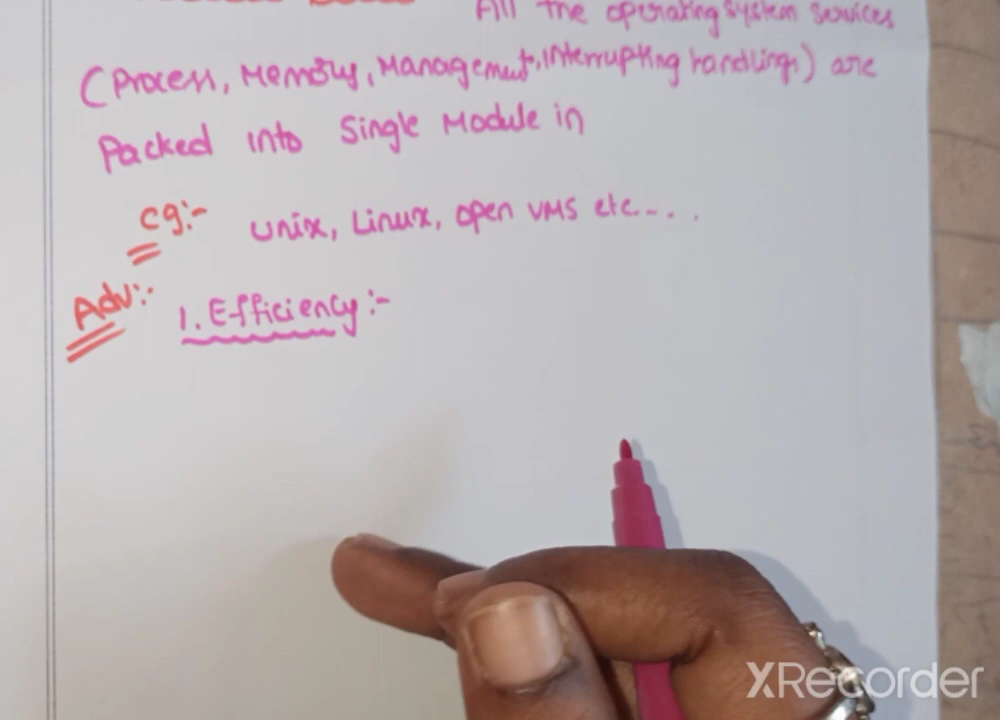 All the operating system services
(Process, Memory, Management, Interrupting handlings) are
Packed into Single Module in
eg:- Unix, Linux, open VMS etc....
Adv:- 1. Efficiency:-
XRecorder